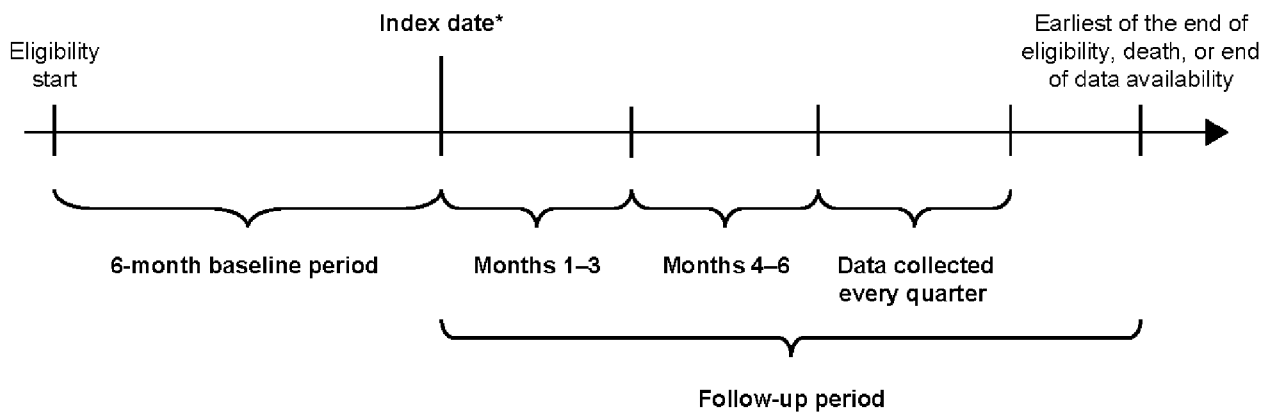 Index date*
Eligibility
start
Earliest of the end of
eligibility, death, or end
of data availability
6-month baseline period
Months 1–3
Months 4–6
Data collected
every quarter
Follow-up period